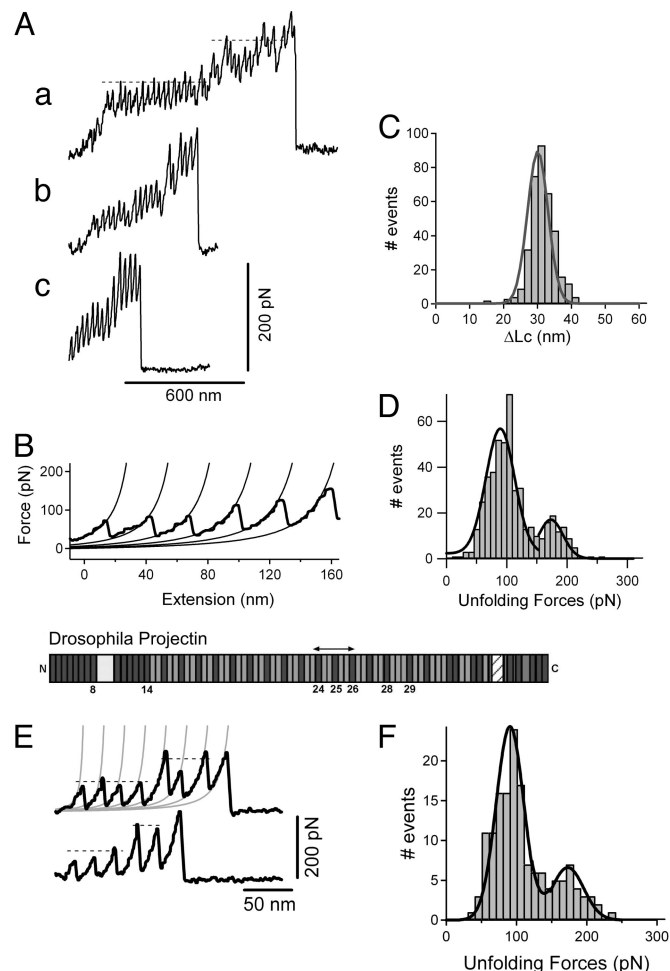 A
a
b
c
200 pN
600 nm
B
Force (pN)
200
100
0
0 40 80 120 160
Extension (nm)
C
# events
100
80
60
40
20
0
0 10 20 30 40 50 60
ΔLc (nm)
D
# events
60
40
20
0
0 100 200 300
Unfolding Forces (pN)
Drosophila Projectin
N C
8 14 24 25 26 28 29
E
200 pN
50 nm
F
# events
20
15
10
5
0
0 100 200 300
Unfolding Forces (pN)